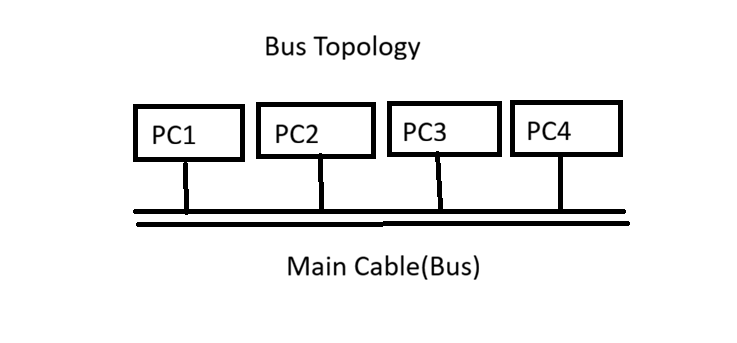 Bus Topology
PC1 PC2 PC3 PC4
Main Cable(Bus)